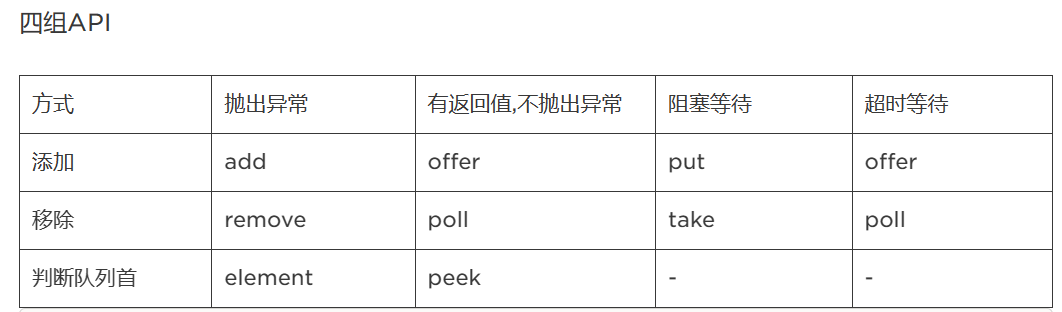 四组API
方式 抛出异常 有返回值,不抛出异常 阻塞等待 超时等待
添加 add offer put offer
移除 remove poll take poll
判断队列首 element peek - -